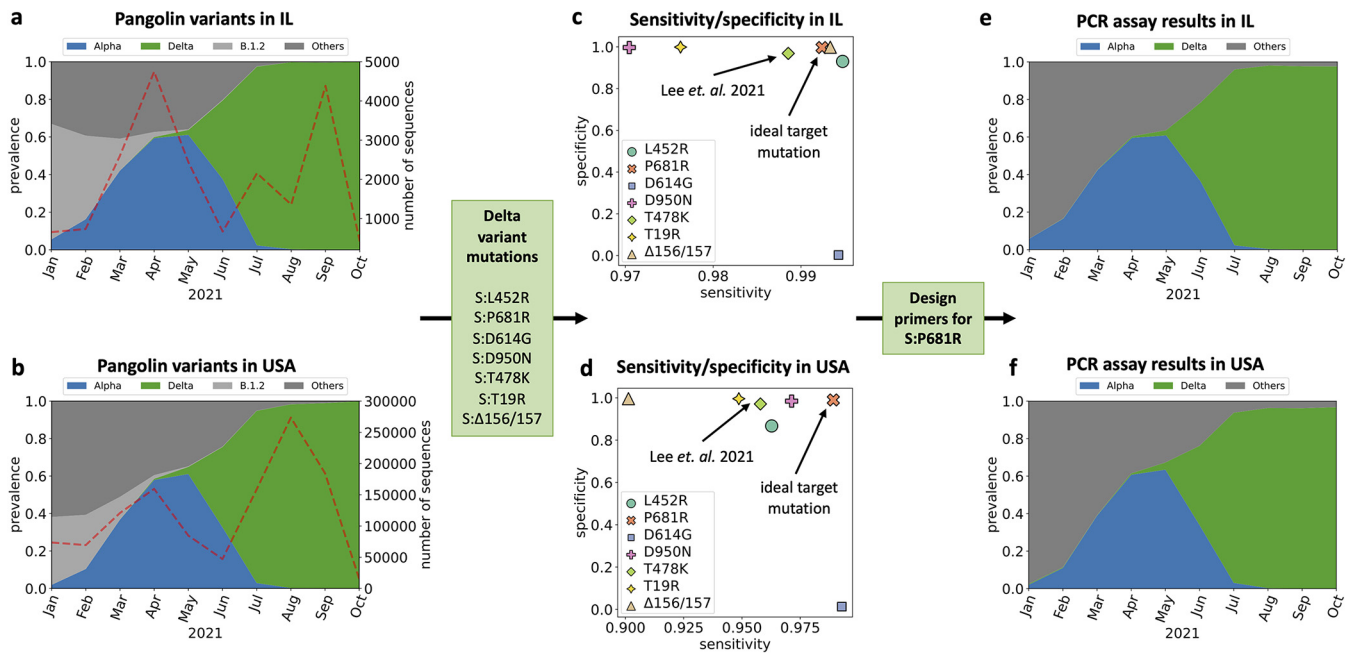 a
Pangolin variants in IL
Alpha Delta B.1.2 Others
prevalence
1.0
0.8
0.6
0.4
0.2
0.0
5000
4000
3000
2000
1000
number of sequences
Jan Feb Mar Apr May Jun Jul Aug Sep Oct
2021
b
Pangolin variants in USA
Alpha Delta B.1.2 Others
prevalence
1.0
0.8
0.6
0.4
0.2
0.0
300000
250000
200000
150000
100000
50000
0
number of sequences
Jan Feb Mar Apr May Jun Jul Aug Sep Oct
2021
Delta
variant
mutations
S:L452R
S:P681R
S:D614G
S:D950N
S:T478K
S:T19R
S:Δ156/157
c
Sensitivity/specificity in IL
specificity
1.0
0.8
0.6
0.4
0.2
0.0
Lee et. al. 2021
ideal target
mutation
L452R
P681R
D614G
D950N
T478K
T19R
Δ156/157
0.97 0.98 0.99
sensitivity
d
Sensitivity/specificity in USA
specificity
1.0
0.8
0.6
0.4
0.2
0.0
Lee et. al. 2021
ideal target
mutation
L452R
P681R
D614G
D950N
T478K
T19R
Δ156/157
0.900 0.925 0.950 0.975
sensitivity
Design
primers for
S:P681R
e
PCR assay results in IL
Alpha Delta Others
prevalence
1.0
0.8
0.6
0.4
0.2
0.0
Jan Feb Mar Apr May Jun Jul Aug Sep Oct
2021
f
PCR assay results in USA
Alpha Delta Others
prevalence
1.0
0.8
0.6
0.4
0.2
0.0
Jan Feb Mar Apr May Jun Jul Aug Sep Oct
2021